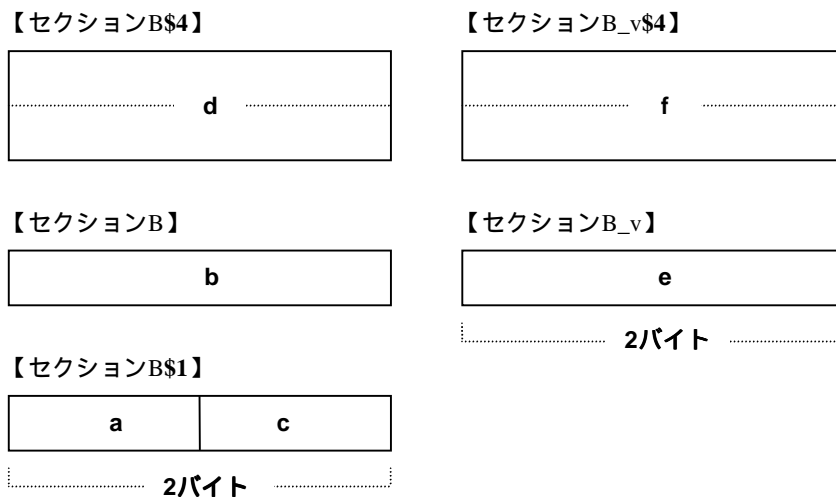 【セクションB$4】
d
【セクションB】
b
【セクションB$1】
a c
2バイト
【セクションB_v$4】
f
【セクションB_v】
e
2バイト